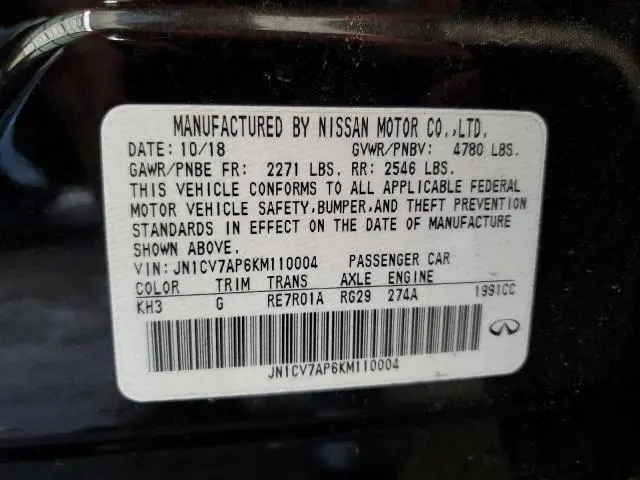 MANUFACTURED BY NISSAN MOTOR CO.,LTD.
DATE: 10/18 GVWR/PNBV: 4780 LBS.
GAWR/PNBE FR: 2271 LBS. RR: 2546 LBS.
THIS VEHICLE CONFORMS TO ALL APPLICABLE FEDERAL
MOTOR VEHICLE SAFETY,BUMPER,AND THEFT PREVENTION
STANDARDS IN EFFECT ON THE DATE OF MANUFACTURE
SHOWN ABOVE.
VIN: JN1CV7AP6KM110004 PASSENGER CAR
COLOR TRIM TRANS AXLE ENGINE
KH3 G RE7R01A RG29 274A 1991CC
JN1CV7AP6KM110004